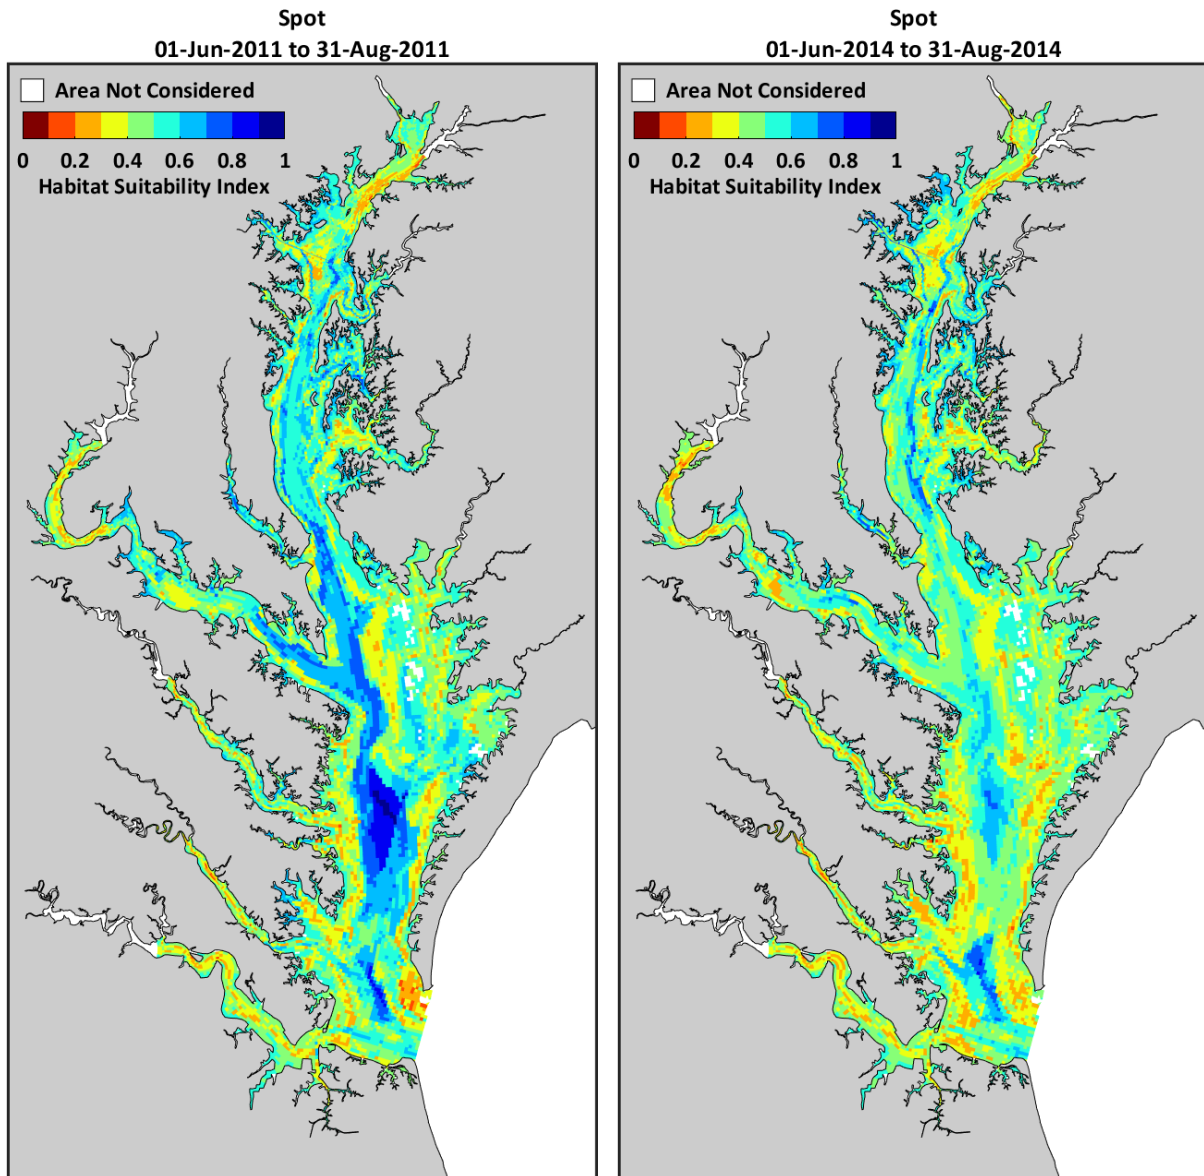 Spot
01-Jun-2011 to 31-Aug-2011
Area Not Considered
0 0.2 0.4 0.6 0.8 1
Habitat Suitability Index
Spot
01-Jun-2014 to 31-Aug-2014
Area Not Considered
0 0.2 0.4 0.6 0.8 1
Habitat Suitability Index